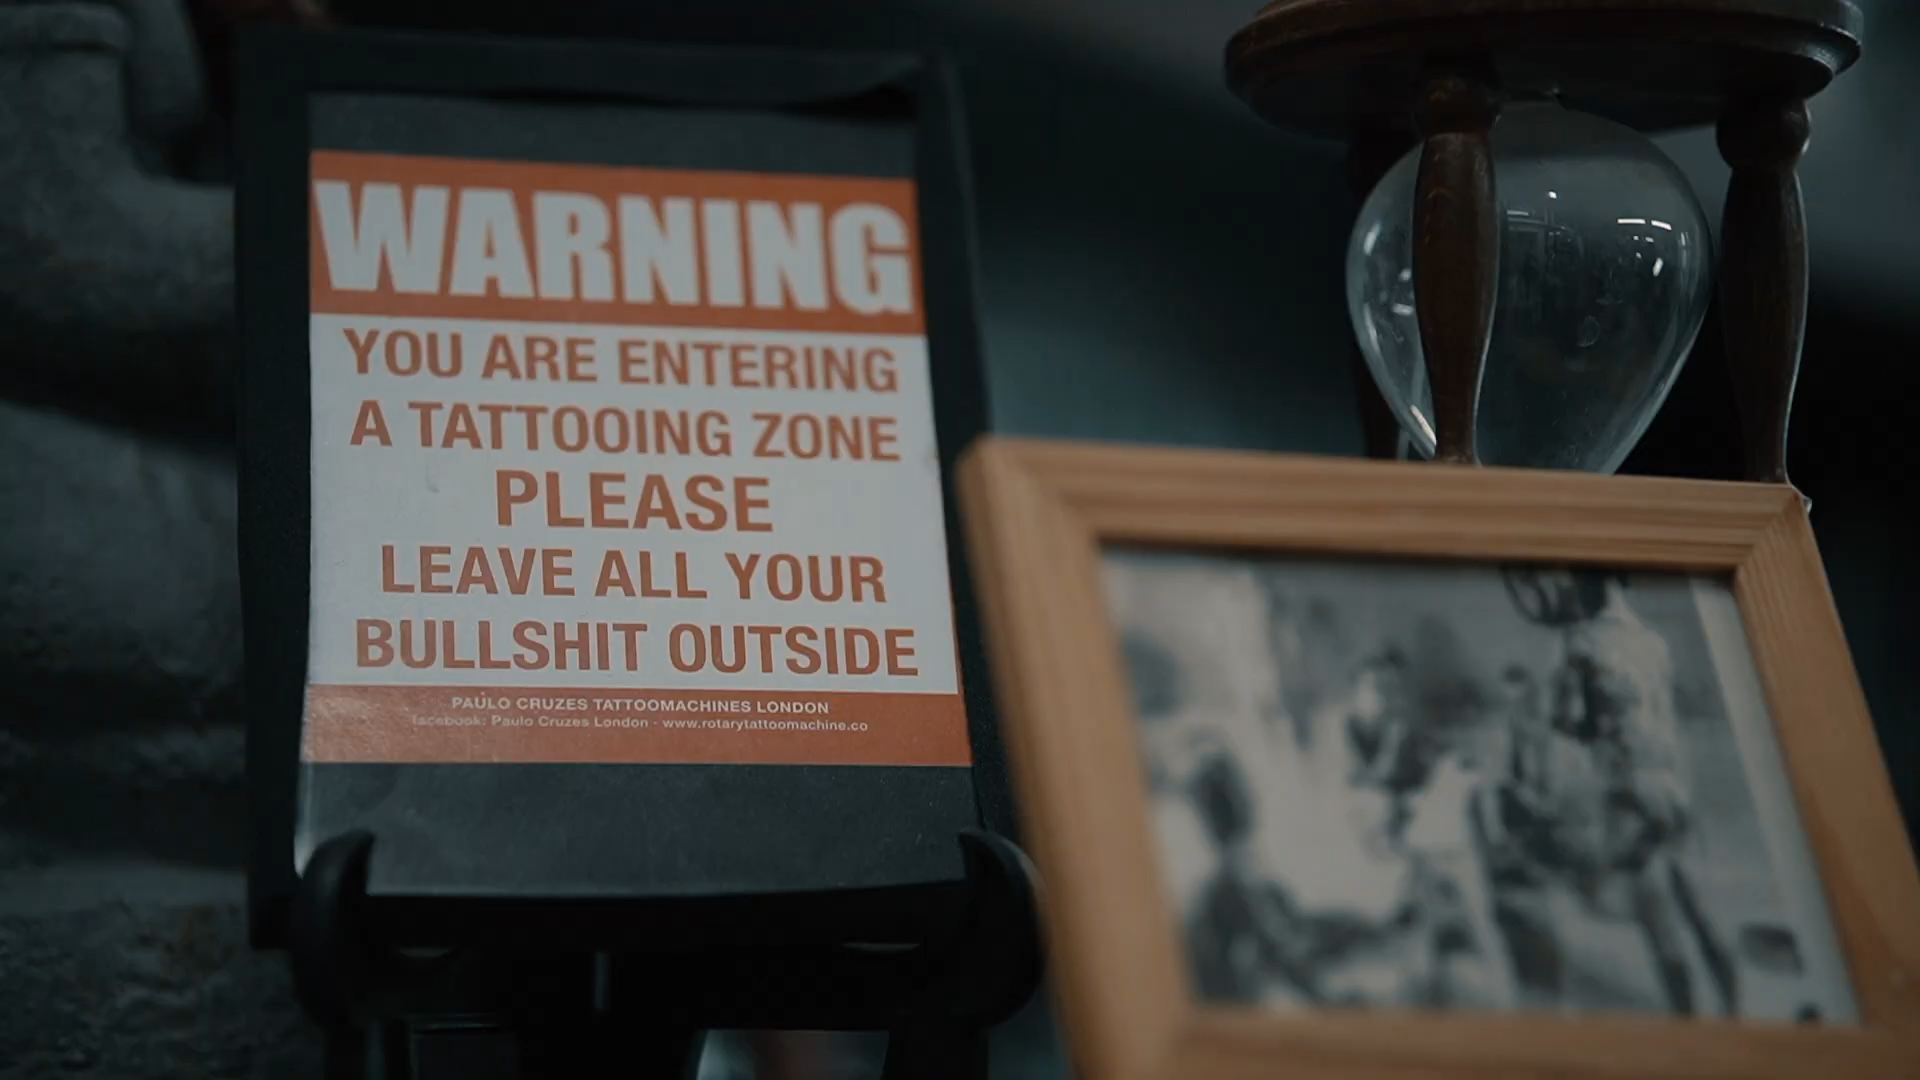 WARNING
YOU ARE ENTERING
A TATTOOING ZONE
PLEASE
LEAVE ALL YOUR
BULLSHIT OUTSIDE
PAULO CRUZES TATTOOMACHINES LONDON
facebook: Paulo Cruzes London - www.rotarytattoomachine.co